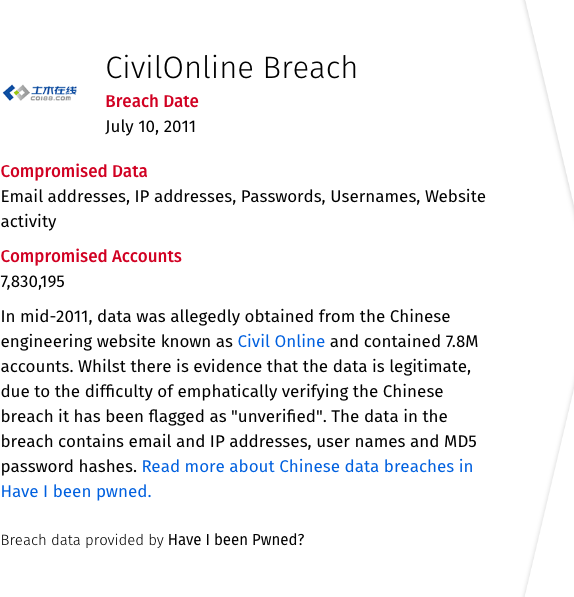 CivilOnline Breach
土木在线
CO188.COM
Breach Date
July 10, 2011
Compromised Data
Email addresses, IP addresses, Passwords, Usernames, Website
activity
Compromised Accounts
7,830,195
In mid-2011, data was allegedly obtained from the Chinese
engineering website known as Civil Online and contained 7.8M
accounts. Whilst there is evidence that the data is legitimate,
due to the difficulty of emphatically verifying the Chinese
breach it has been flagged as "unverified". The data in the
breach contains email and IP addresses, user names and MD5
password hashes. Read more about Chinese data breaches in
Have I been pwned.
Breach data provided by Have I been Pwned?